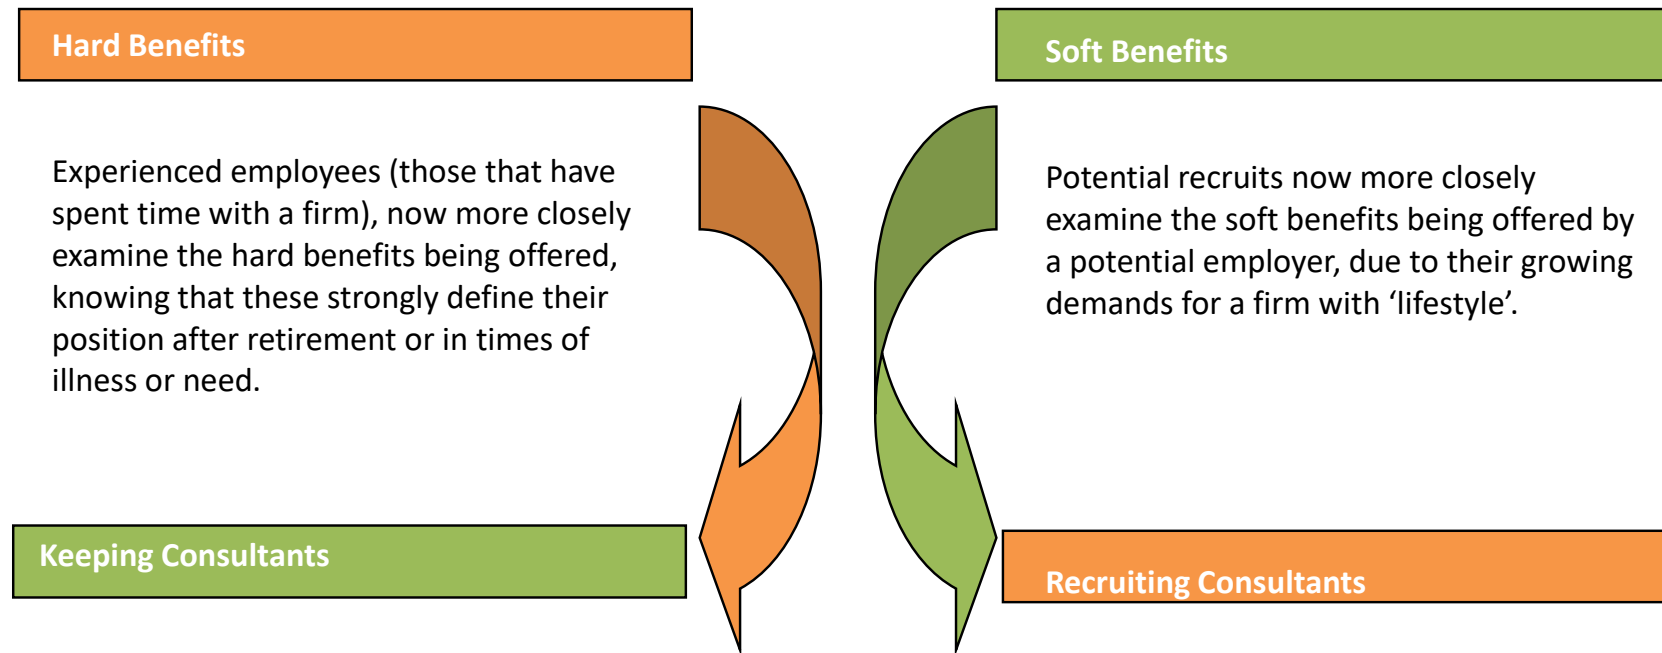 Hard Benefits
Experienced employees (those that have
spent time with a firm), now more closely
examine the hard benefits being offered,
knowing that these strongly define their
position after retirement or in times of
illness or need.
Keeping Consultants
Soft Benefits
Potential recruits now more closely
examine the soft benefits being offered by
a potential employer, due to their growing
demands for a firm with ‘lifestyle’.
Recruiting Consultants